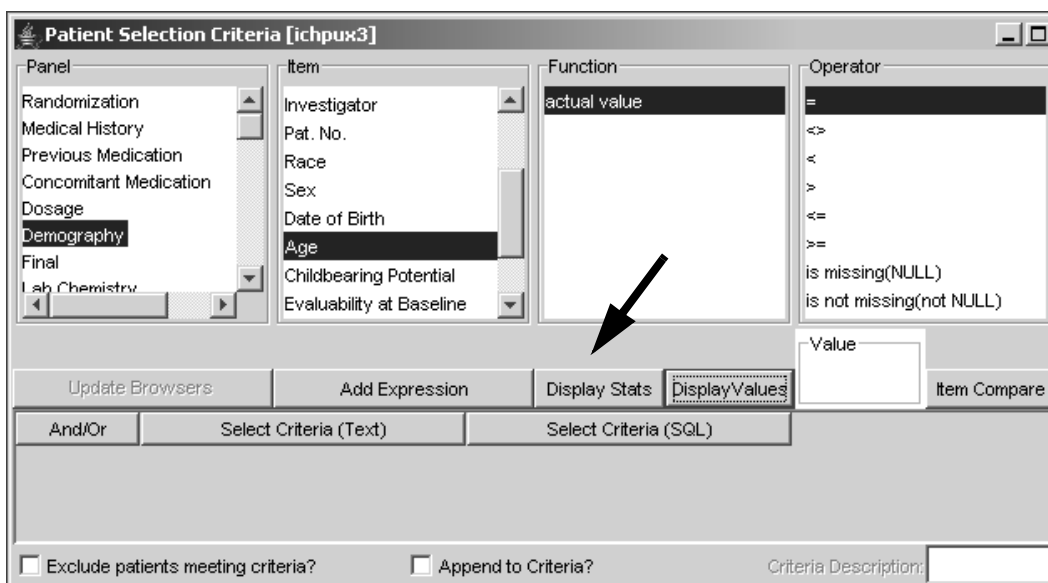 Patient Selection Criteria [ichpux3]
Panel
Randomization
Medical History
Previous Medication
Concomitant Medication
Dosage
Demography
Final
Lab Chemistry
Item
Investigator
Pat. No.
Race
Sex
Date of Birth
Age
Childbearing Potential
Evaluability at Baseline
Function
actual value
Operator
=
<>
<
>
<=
>=
is missing(NULL)
is not missing(not NULL)
Value
Update Browsers
Add Expression
Display Stats
DisplayValues
Item Compare
And/Or
Select Criteria (Text)
Select Criteria (SQL)
Exclude patients meeting criteria?
Append to Criteria?
Criteria Description: